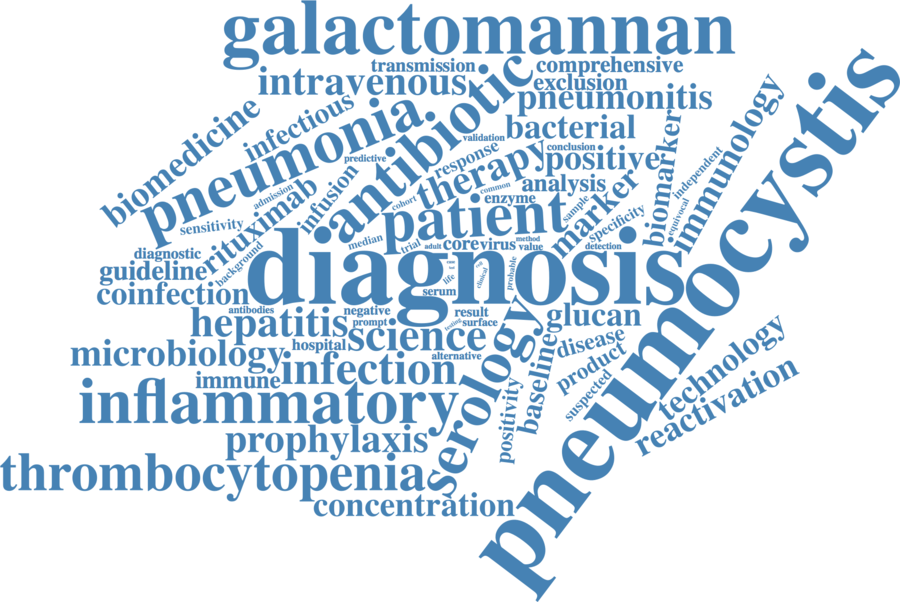 galactomannan
transmission
comprehensive
intravenous
exclusion
pneumonitis
biomedicine
infectious
pneumonia
antibiotic
validation
bacterial
conclusion
predictive
response
therapy
positive
biomarker
immunology
independent
equivocal
admission
infusion
cohort
common
enzyme
analysis
sample
marker
specificity
sensitivity
rituximab
patient
median
trial
adult
core
virus
method
value
detection
diagnostic
background
guideline
diagnosis
pneumocystis
life
clinical
probable
serum
coinfection
antibodies
negative
prompt
result
surface
testing
glucan
hepatitis
science
serology
baseline
disease
product
suspected
technology
reactivation
microbiology
hospital
alternative
immune
infection
inflammatory
positivity
prophylaxis
thrombocytopenia
concentration